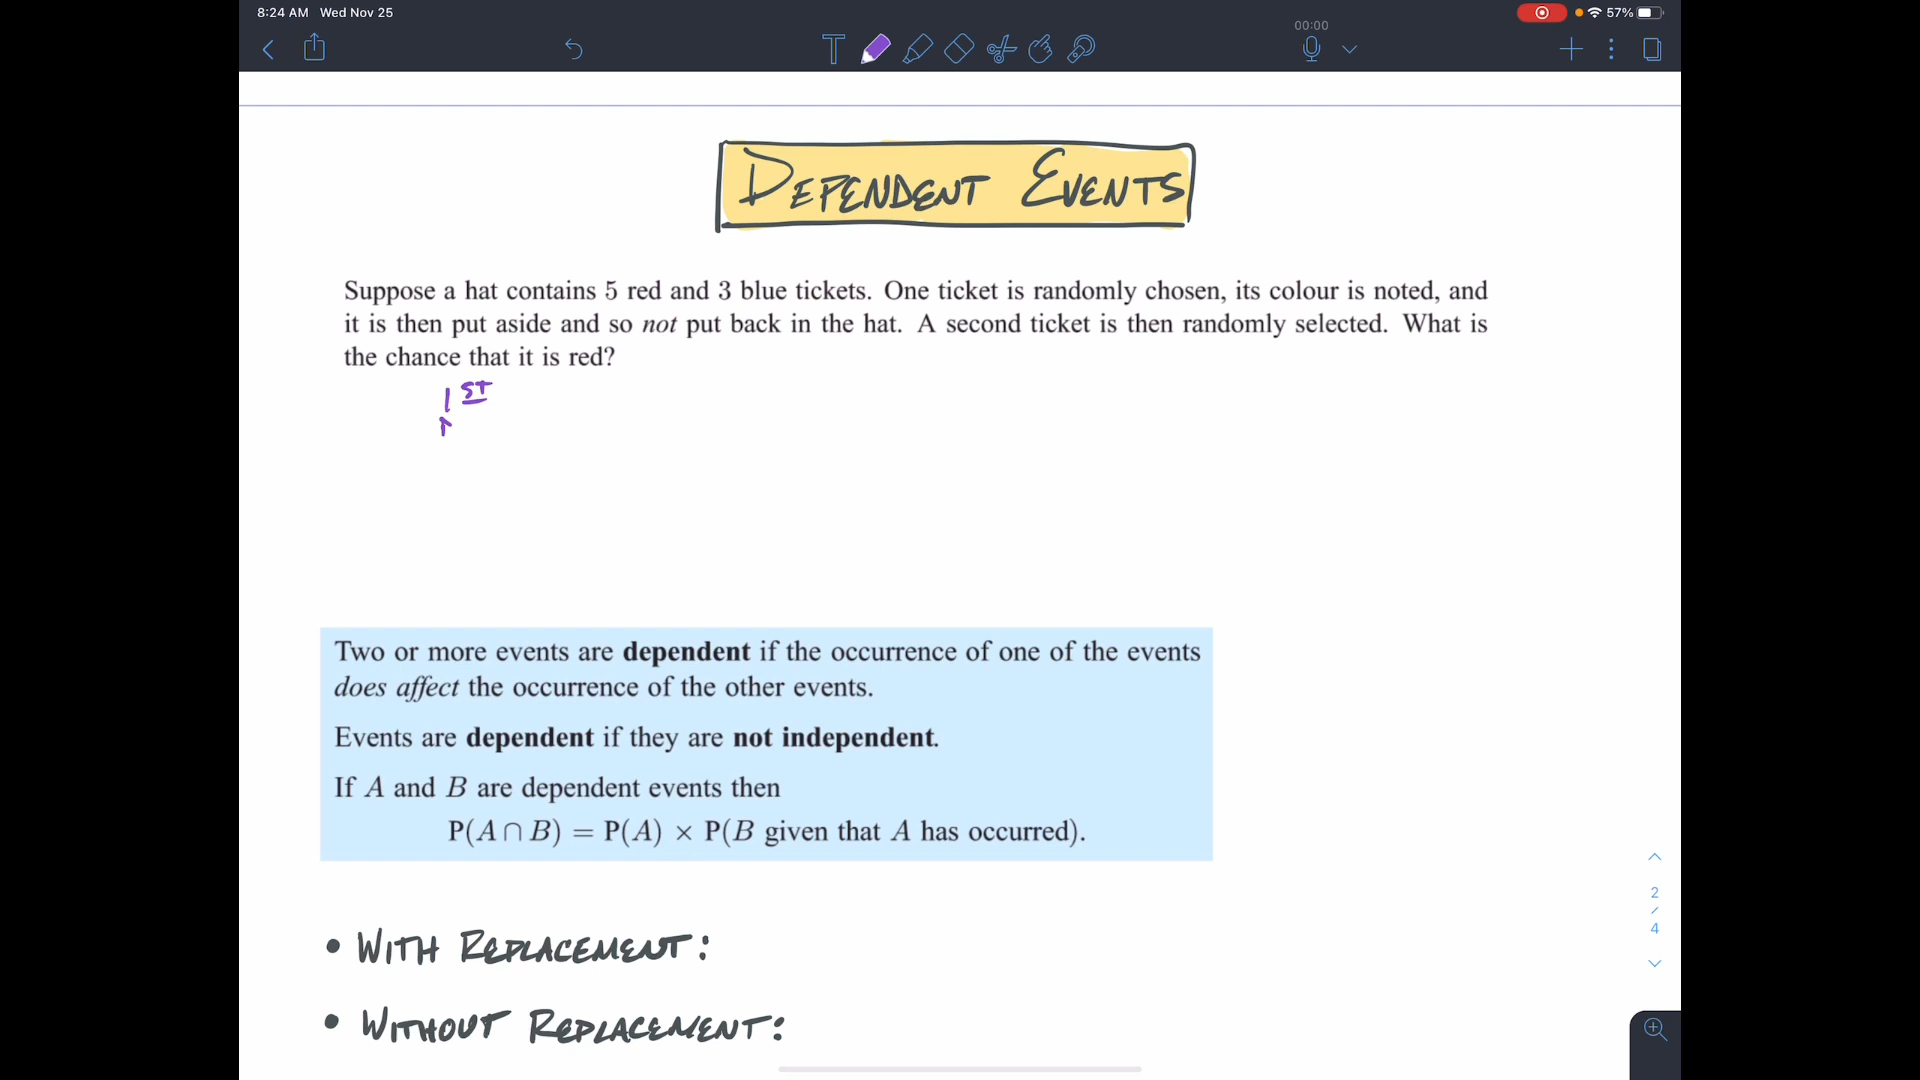 8:24 AM Wed Nov 25
57%
00:00
DEPENDENT EVENTS
Suppose a hat contains 5 red and 3 blue tickets. One ticket is randomly chosen, its colour is noted, and
it is then put aside and so not put back in the hat. A second ticket is then randomly selected. What is
the chance that it is red?
1ST
Two or more events are dependent if the occurrence of one of the events
does affect the occurrence of the other events.
Events are dependent if they are not independent.
If A and B are dependent events then
P(A ∩ B) = P(A) × P(B given that A has occurred).
2
/
4
• WITH REPLACEMENT:
• WITHOUT REPLACEMENT: